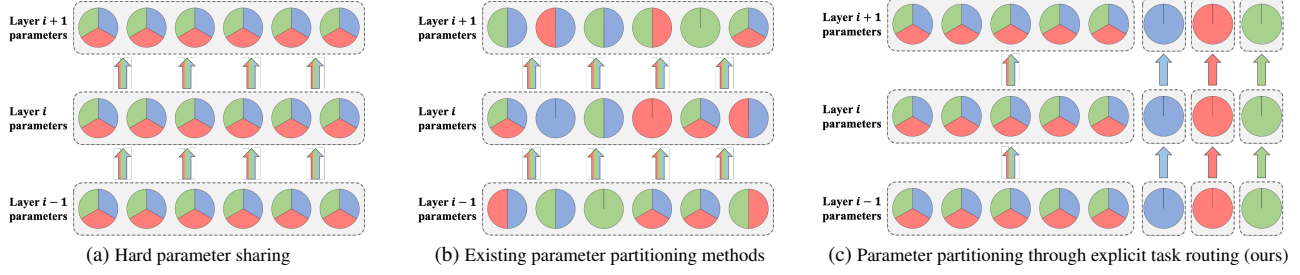 Layer i + 1
parameters
Layer i
parameters
Layer i − 1
parameters
(a) Hard parameter sharing
Layer i + 1
parameters
Layer i
parameters
Layer i − 1
parameters
(b) Existing parameter partitioning methods
Layer i + 1
parameters
Layer i
parameters
Layer i − 1
parameters
(c) Parameter partitioning through explicit task routing (ours)